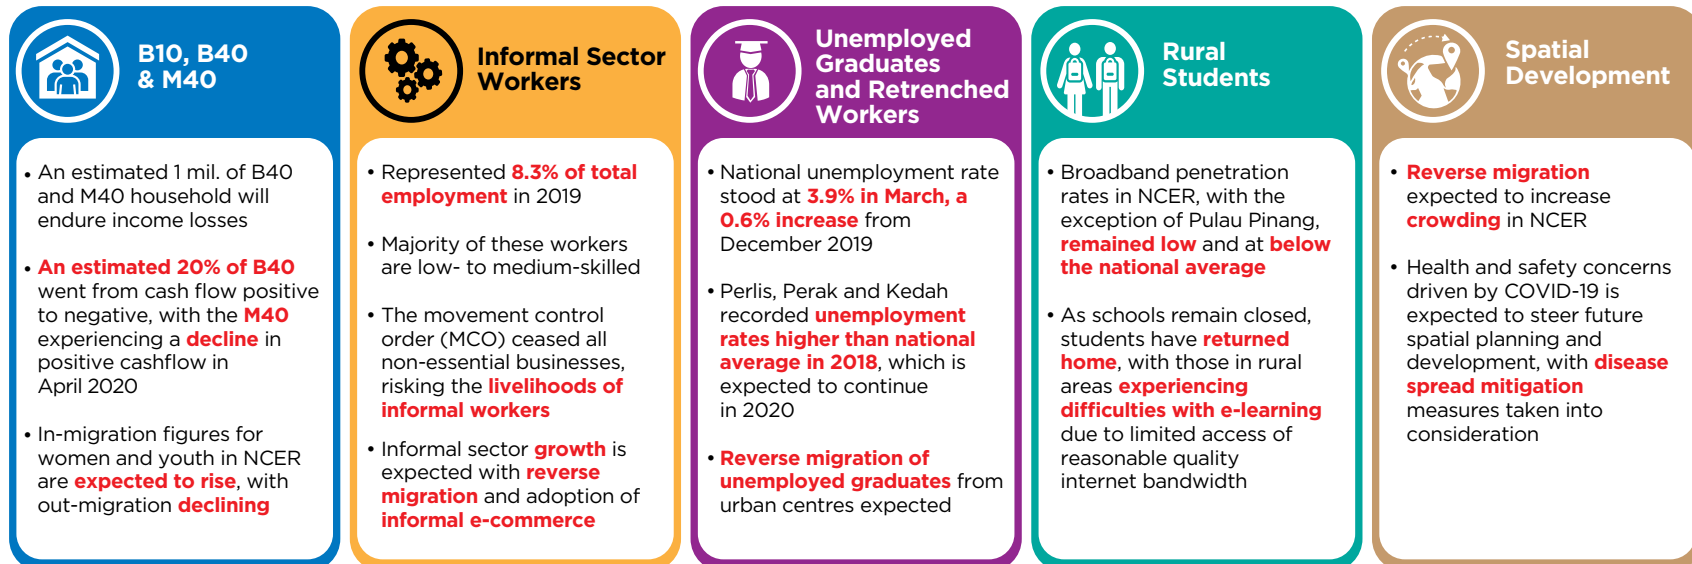 B10, B40
& M40
• An estimated 1 mil. of B40
and M40 household will
endure income losses
• An estimated 20% of B40
went from cash flow positive
to negative, with the M40
experiencing a decline in
positive cashflow in
April 2020
• In-migration figures for
women and youth in NCER
are expected to rise, with
out-migration declining
Informal Sector
Workers
• Represented 8.3% of total
employment in 2019
• Majority of these workers
are low- to medium-skilled
• The movement control
order (MCO) ceased all
non-essential businesses,
risking the livelihoods of
informal workers
• Informal sector growth is
expected with reverse
migration and adoption of
informal e-commerce
Unemployed
Graduates
and Retrenched
Workers
• National unemployment rate
stood at 3.9% in March, a
0.6% increase from
December 2019
• Perlis, Perak and Kedah
recorded unemployment
rates higher than national
average in 2018, which is
expected to continue
in 2020
• Reverse migration of
unemployed graduates from
urban centres expected
Rural
Students
• Broadband penetration
rates in NCER, with the
exception of Pulau Pinang,
remained low and at below
the national average
• As schools remain closed,
students have returned
home, with those in rural
areas experiencing
difficulties with e-learning
due to limited access of
reasonable quality
internet bandwidth
Spatial
Development
• Reverse migration
expected to increase
crowding in NCER
• Health and safety concerns
driven by COVID-19 is
expected to steer future
spatial planning and
development, with disease
spread mitigation
measures taken into
consideration